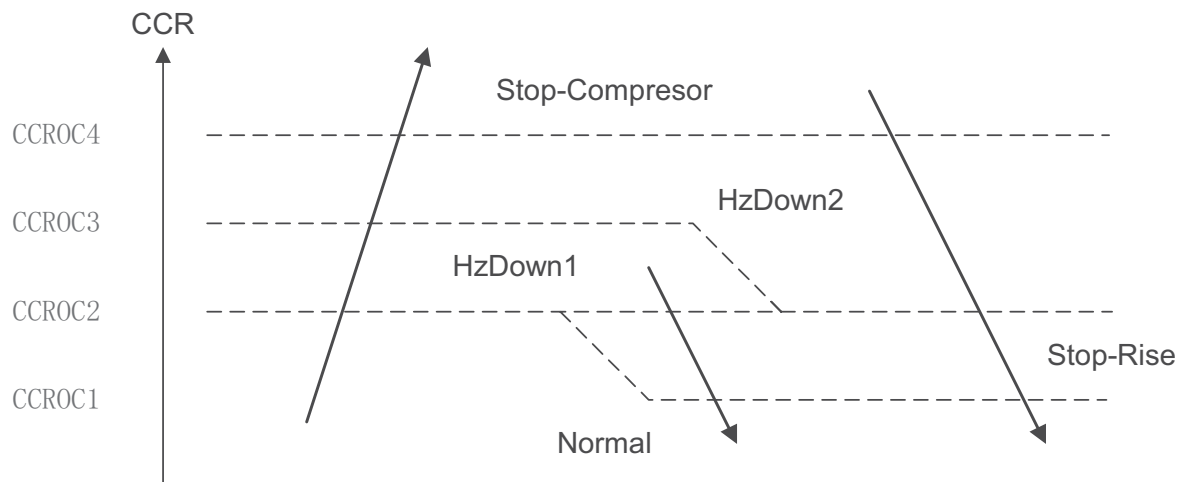 CCR
Stop-Compresor
CCROC4
HzDown2
CCROC3
HzDown1
CCROC2
Stop-Rise
CCROC1
Normal